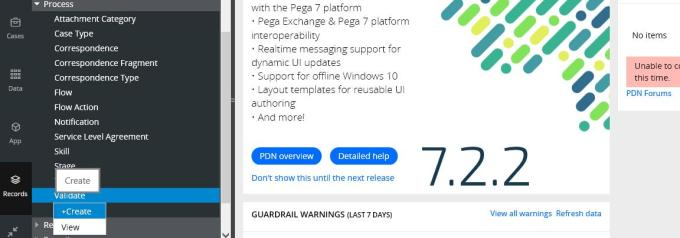 Process
Attachment Category
Case Type
Correspondence
Correspondence Fragment
Correspondence Type
Flow
Flow Action
Notification
Service Level Agreement
Skill
Stage
Create
Validate
+Create
View
Re
Cases
Data
App
Records
with the Pega 7 platform
• Pega Exchange & Pega 7 platform
interoperability
• Realtime messaging support for
dynamic UI updates
• Support for offline Windows 10
• Layout templates for reusable UI
authoring
• And more!
PDN overview
Detailed help
Don't show this until the next release
7.2.2
GUARDRAIL WARNINGS (LAST 7 DAYS)
View all warnings Refresh data
No items
Unable to co
this time.
PDN Forums